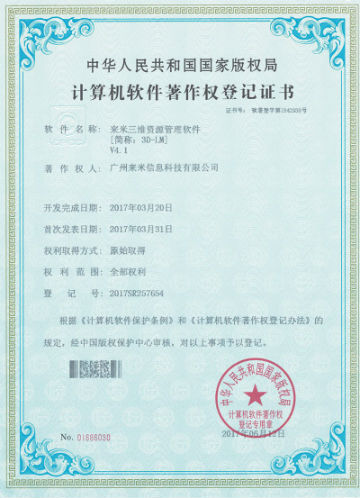 中华人民共和国国家版权局
计算机软件著作权登记证书
证书号: 软著登字第1842938号
软件名称: 来米三维资源管理软件
[简称: 3D-LM]
V4.1
著作权人: 广州来米信息科技有限公司
开发完成日期: 2017年03月20日
首次发表日期: 2017年03月31日
权利取得方式: 原始取得
权利范围: 全部权利
登记号: 2017SR257654
根据《计算机软件保护条例》和《计算机软件著作权登记办法》的
规定,经中国版权保护中心审核,对以上事项予以登记。
中华人民共和国国家版权局
计算机软件著作权
登记专用章
No. 01686030
2017年06月12日